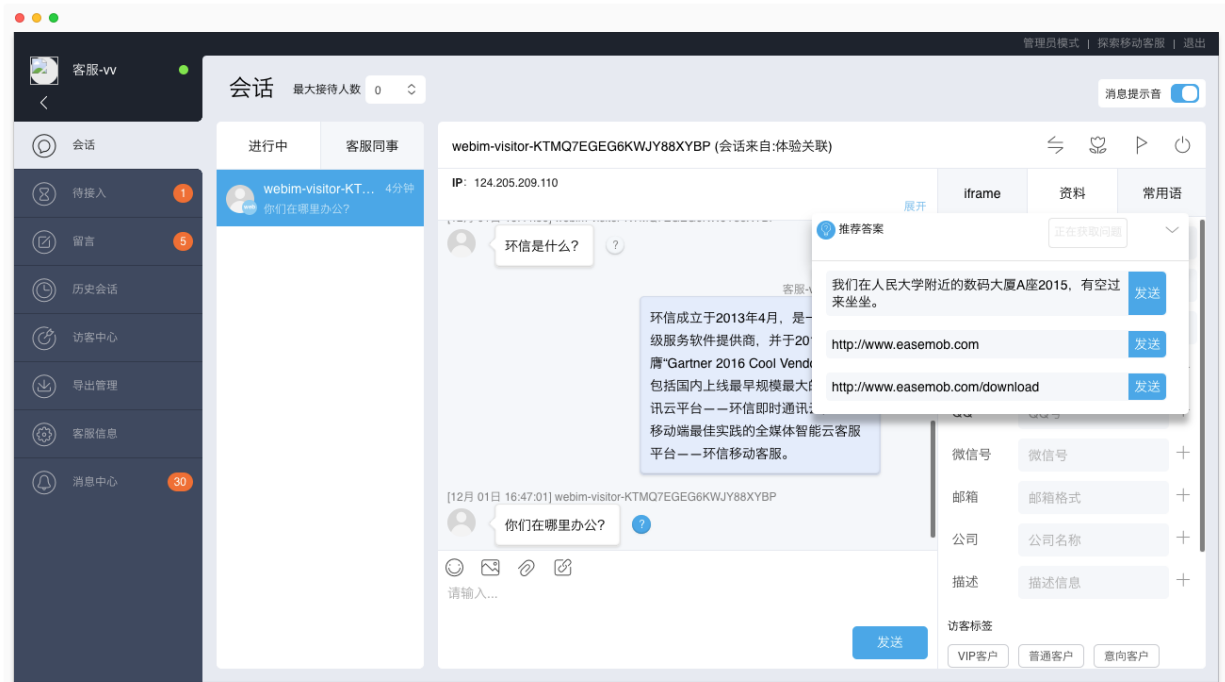 管理员模式 | 探索移动客服 | 退出
客服-vv
会话
待接入 1
留言 5
历史会话
访客中心
导出管理
客服信息
消息中心 30
会话 最大接待人数 0
消息提示音
进行中 客服同事
webim-visitor-KT... 4分钟
你们在哪里办公?
webim-visitor-KTMQ7EGEG6KWJY88XYBP (会话来自:体验关联)
IP: 124.205.209.110
展开
环信是什么?
?
客服-v
环信成立于2013年4月,是一
级服务软件提供商,并于20
膺“Gartner 2016 Cool Vend
包括国内上线最早规模最大的
讯云平台——环信即时通讯云
移动端最佳实践的全媒体智能云客服
平台——环信移动客服。
[12月 01日 16:47:01] webim-visitor-KTMQ7EGEG6KWJY88XYBP
你们在哪里办公?
?
请输入...
发送
iframe 资料 常用语
推荐答案
正在获取问题
我们在人民大学附近的数码大厦A座2015,有空过
来坐坐。
发送
http://www.easemob.com
发送
http://www.easemob.com/download
发送
QQ QQ号
微信号 微信号
邮箱 邮箱格式
公司 公司名称
描述 描述信息
访客标签
VIP客户 普通客户 意向客户